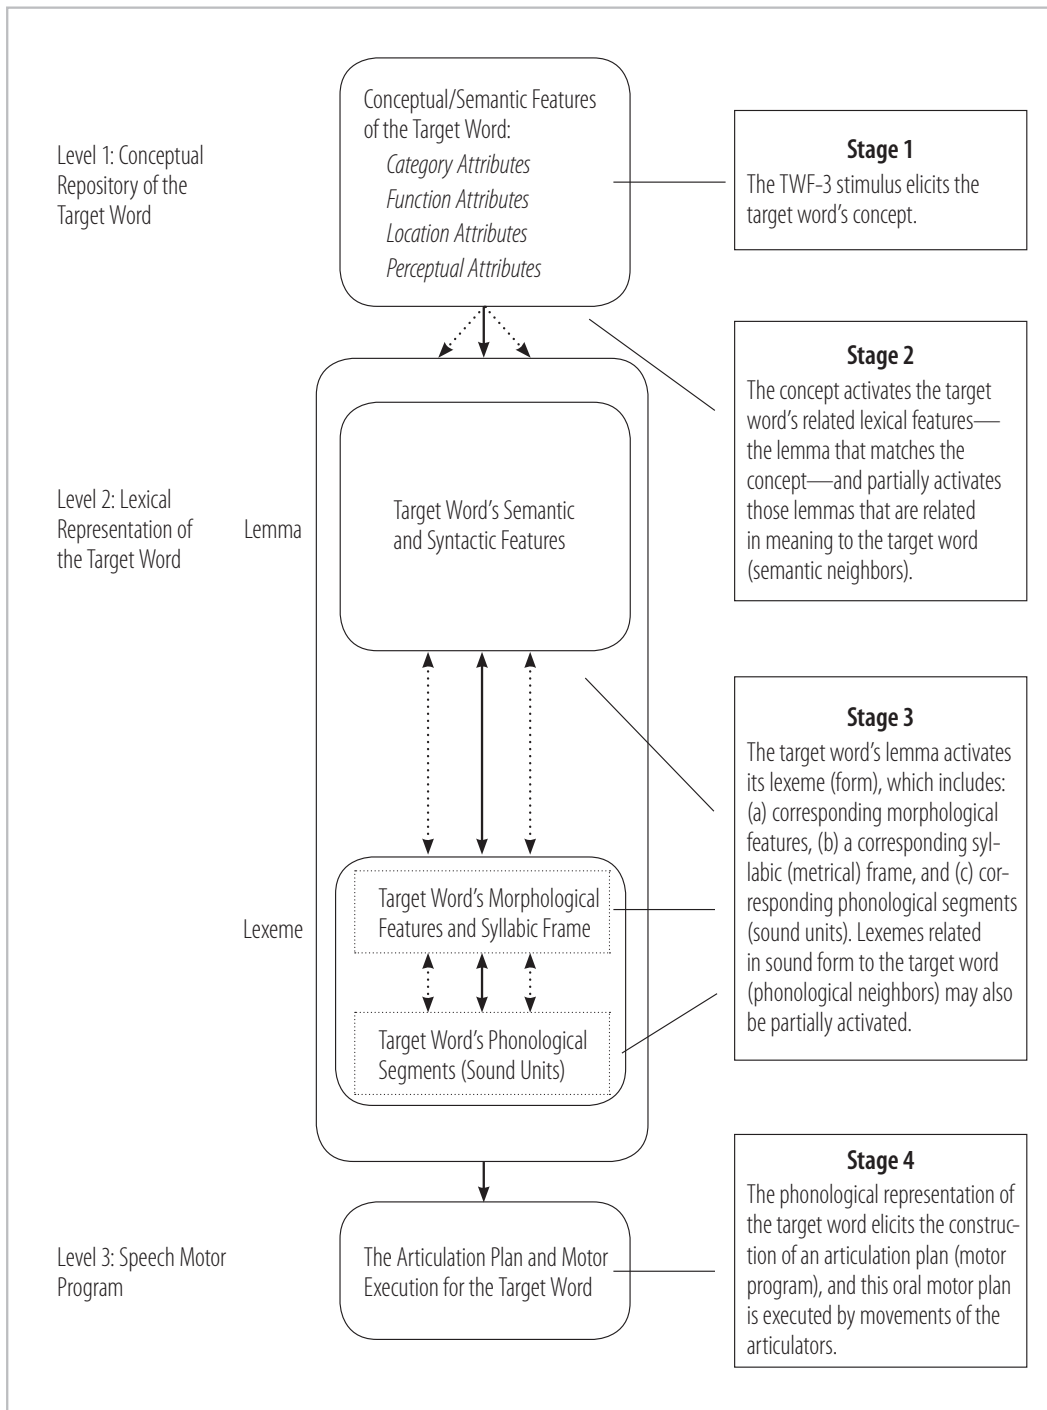 Level 1: Conceptual
Repository of the
Target Word
Conceptual/Semantic Features
of the Target Word:
Category Attributes
Function Attributes
Location Attributes
Perceptual Attributes
Stage 1
The TWF-3 stimulus elicits the
target word's concept.
Stage 2
The concept activates the target
word's related lexical features—
the lemma that matches the
concept—and partially activates
those lemmas that are related
in meaning to the target word
(semantic neighbors).
Level 2: Lexical
Representation of
the Target Word
Lemma
Target Word's Semantic
and Syntactic Features
Stage 3
The target word's lemma activates
its lexeme (form), which includes:
(a) corresponding morphological
features, (b) a corresponding syl-
labic (metrical) frame, and (c) cor-
responding phonological segments
(sound units). Lexemes related
in sound form to the target word
(phonological neighbors) may also
be partially activated.
Lexeme
Target Word's Morphological
Features and Syllabic Frame
Target Word's Phonological
Segments (Sound Units)
Level 3: Speech Motor
Program
The Articulation Plan and Motor
Execution for the Target Word
Stage 4
The phonological representation of
the target word elicits the construc-
tion of an articulation plan (motor
program), and this oral motor plan
is executed by movements of the
articulators.